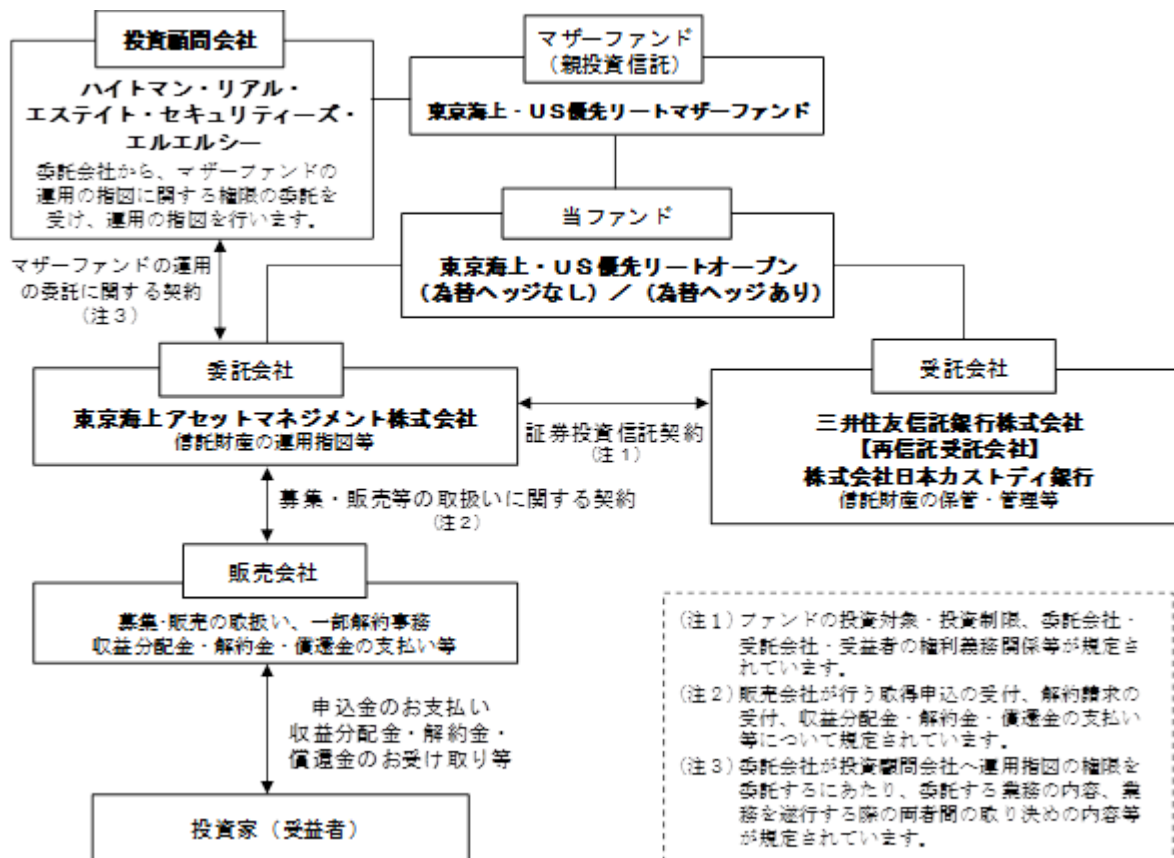 投資顧問会社
ハイトマン・リアル・
エステイト・セキュリティーズ・
エルエルシー
委託会社から、マザーファンドの
運用の指図に関する権限の委託を
受け、運用の指図を行います。
マザーファンド
（親投資信託）
東京海上・US優先リートマザーファンド
当ファンド
東京海上・US優先リートオープン
（為替ヘッジなし）／（為替ヘッジあり）
マザーファンドの運用
の委託に関する契約
（注３）
委託会社
東京海上アセットマネジメント株式会社
信託財産の運用指図等
証券投資信託契約
（注１）
受託会社
三井住友信託銀行株式会社
【再信託受託会社】
株式会社日本カストディ銀行
信託財産の保管・管理等
募集・販売等の取扱いに関する契約
（注２）
販売会社
募集・販売の取扱い、一部解約事務
収益分配金・解約金・償還金の支払い等
申込金のお支払い
収益分配金・解約金・
償還金のお受け取り等
投資家（受益者）
（注１）ファンドの投資対象・投資制限、委託会社・
受託会社・受益者の権利義務関係等が規定さ
れています。
（注２）販売会社が行う取得申込の受付、解約請求の
受付、収益分配金・解約金・償還金の支払い
等について規定されています。
（注３）委託会社が投資顧問会社へ運用指図の権限を
委託するにあたり、委託する業務の内容、業
務を遂行する際の両者間の取り決めの内容等
が規定されています。